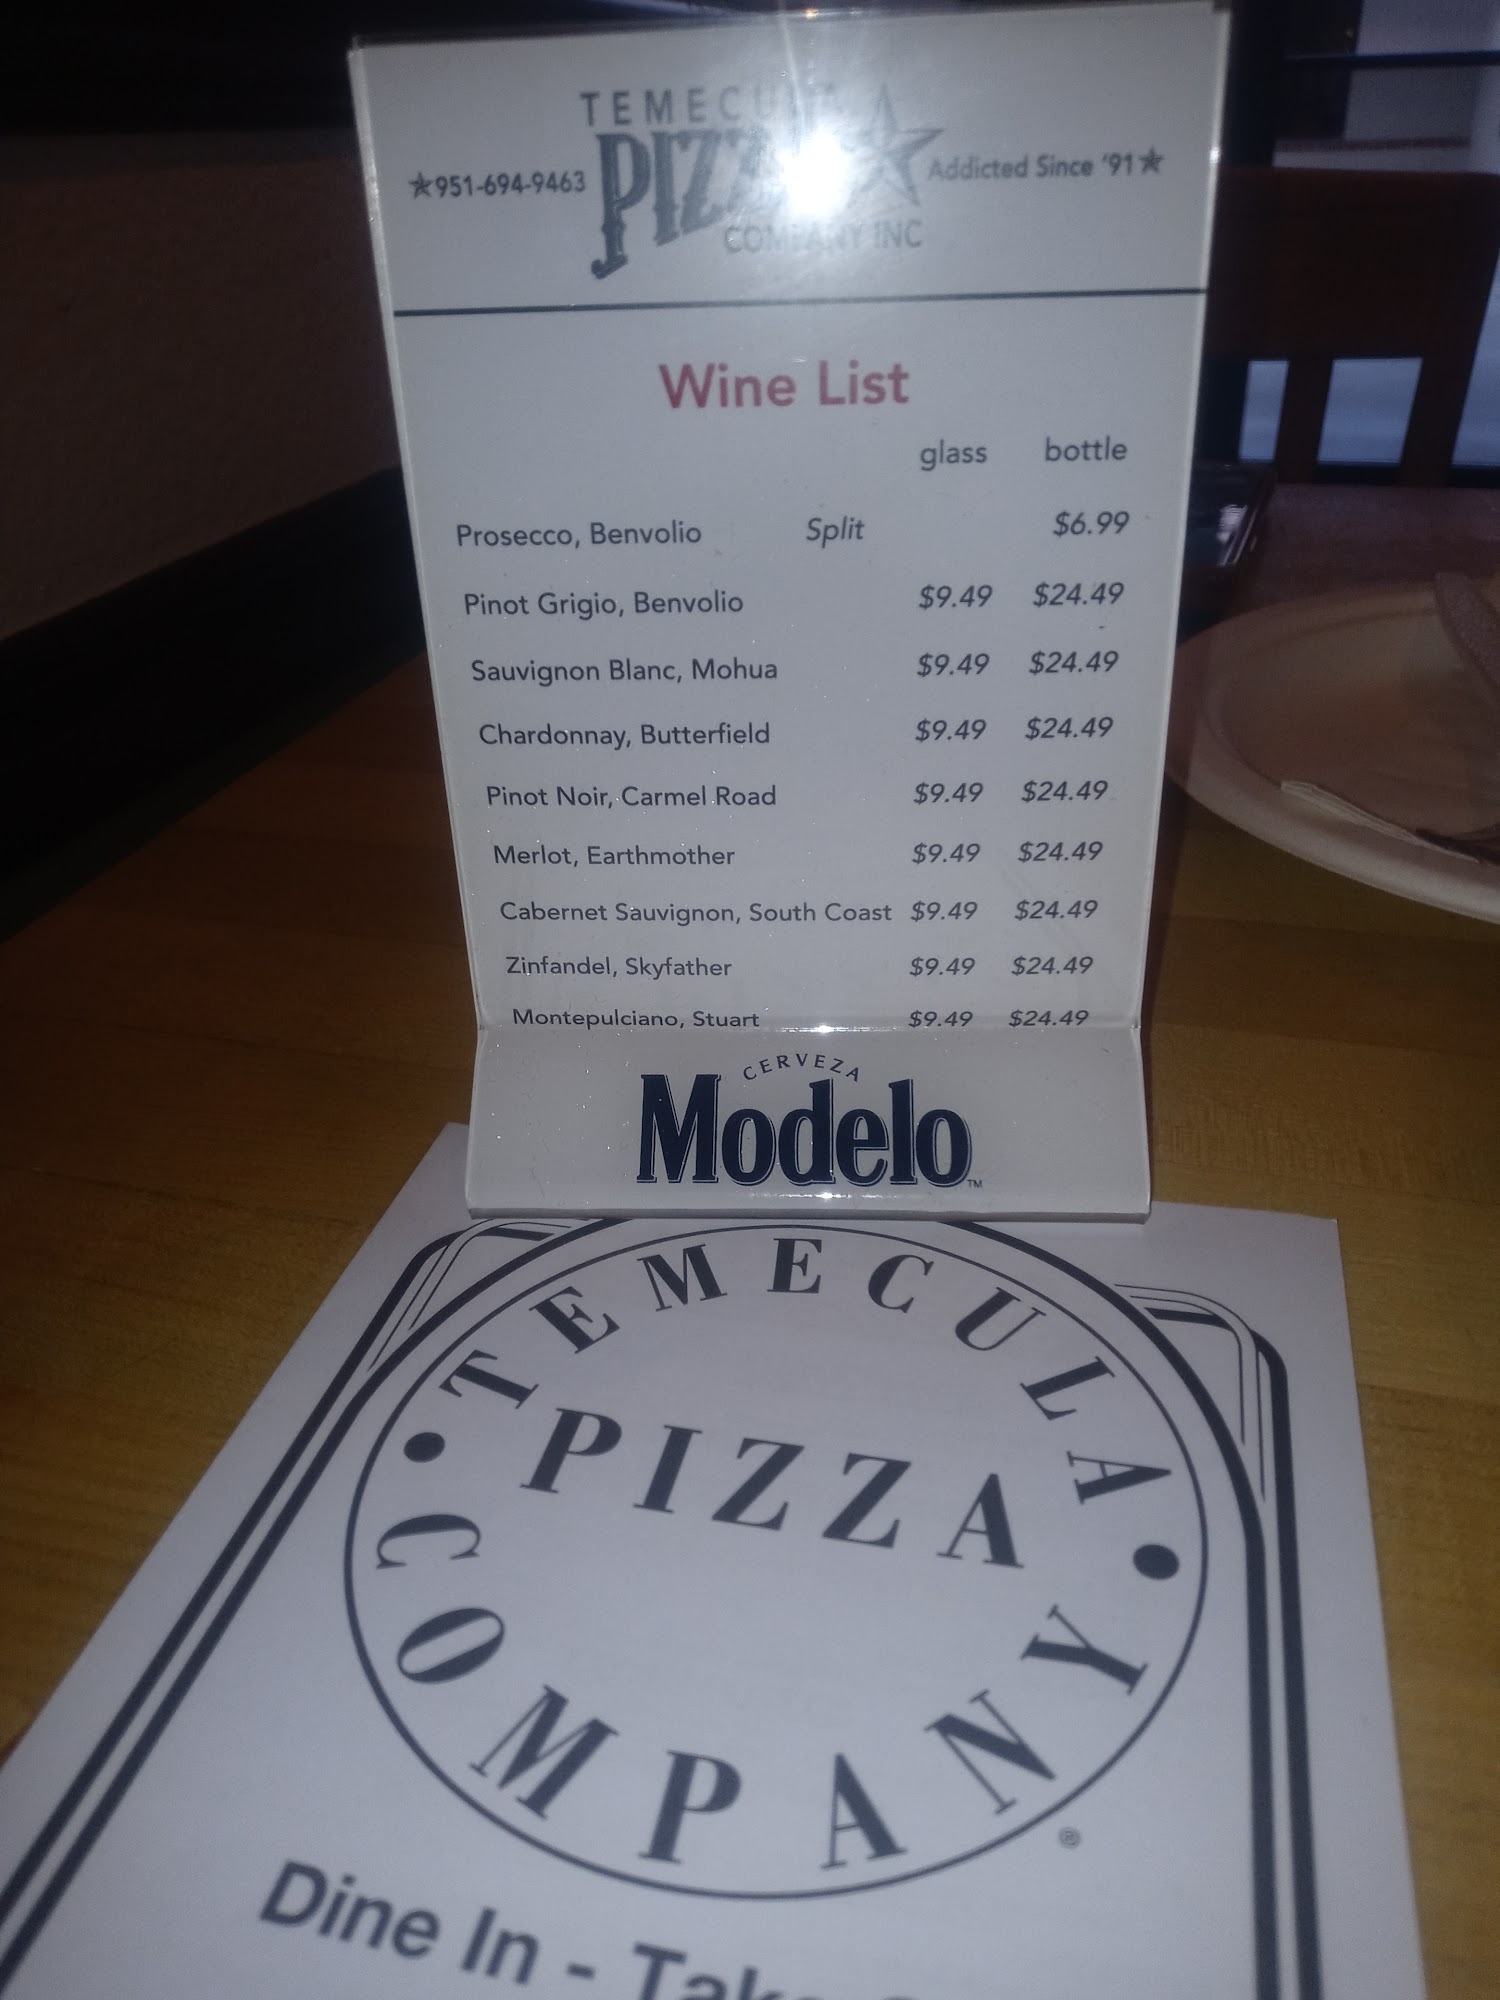 TEMECULA
PIZZA
★951-694-9463
Addicted Since '91★
COMPANY INC
Wine List
glass bottle
Prosecco, Benvolio Split $6.99
Pinot Grigio, Benvolio $9.49 $24.49
Sauvignon Blanc, Mohua $9.49 $24.49
Chardonnay, Butterfield $9.49 $24.49
Pinot Noir, Carmel Road $9.49 $24.49
Merlot, Earthmother $9.49 $24.49
Cabernet Sauvignon, South Coast $9.49 $24.49
Zinfandel, Skyfather $9.49 $24.49
Montepulciano, Stuart $9.49 $24.49
CERVEZA
Modelo™
• TEMECULA •
PIZZA
COMPANY
®
Dine In -